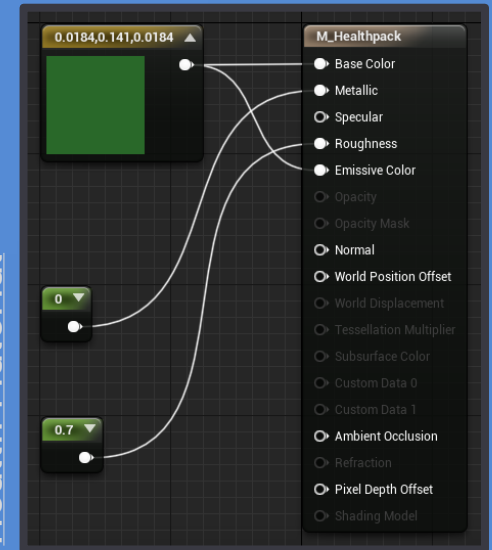 0.0184,0.141,0.0184
M_Healthpack
Base Color
Metallic
Specular
Roughness
Emissive Color
Opacity
Opacity Mask
Normal
World Position Offset
World Displacement
Tessellation Multiplier
Subsurface Color
Custom Data 0
Custom Data 1
Ambient Occlusion
Refraction
Pixel Depth Offset
Shading Model
0
0.7